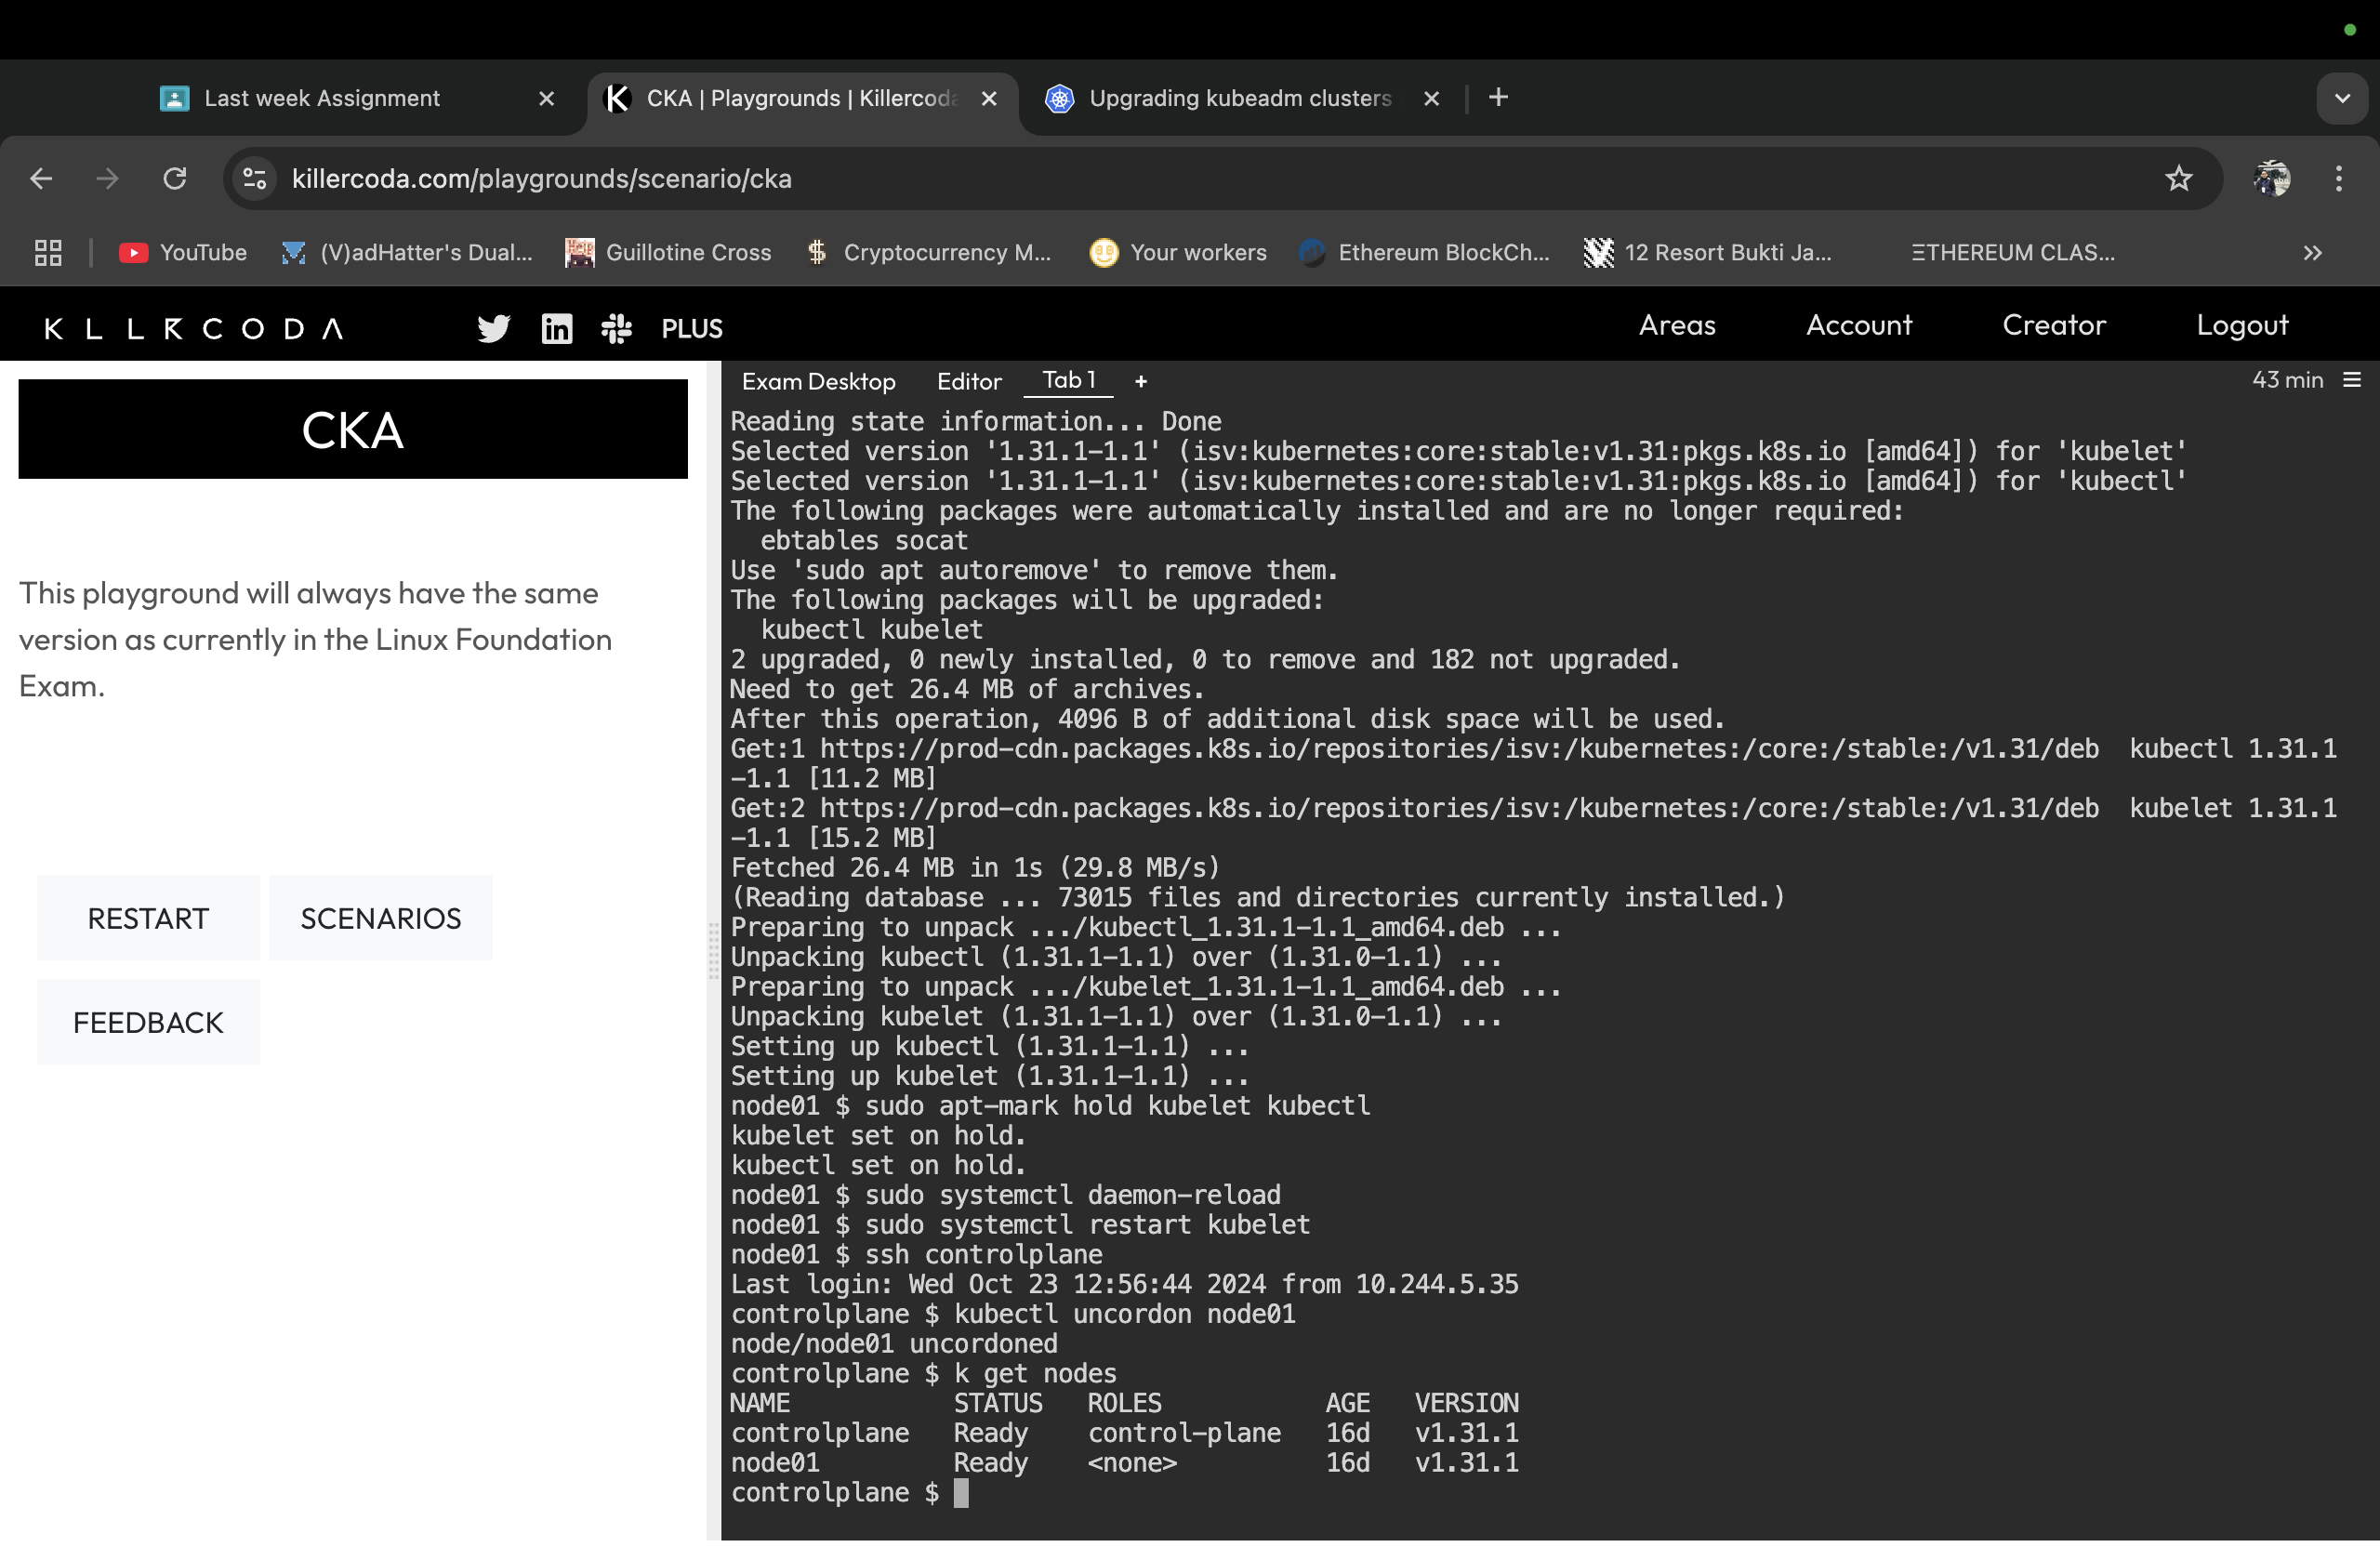 Last week Assignment
CKA | Playgrounds | Killercoda
Upgrading kubeadm clusters
killercoda.com/playgrounds/scenario/cka
YouTube
(V)adHatter's Dual...
Guillotine Cross
Cryptocurrency M...
Your workers
Ethereum BlockCh...
12 Resort Bukti Ja...
ΞTHEREUM CLAS...
KLLRCODA
PLUS
Areas
Account
Creator
Logout
CKA
This playground will always have the same
version as currently in the Linux Foundation
Exam.
RESTART
SCENARIOS
FEEDBACK
Exam Desktop
Editor
Tab 1
+
43 min
Reading state information... Done
Selected version '1.31.1-1.1' (isv:kubernetes:core:stable:v1.31:pkgs.k8s.io [amd64]) for 'kubelet'
Selected version '1.31.1-1.1' (isv:kubernetes:core:stable:v1.31:pkgs.k8s.io [amd64]) for 'kubectl'
The following packages were automatically installed and are no longer required:
  ebtables socat
Use 'sudo apt autoremove' to remove them.
The following packages will be upgraded:
  kubectl kubelet
2 upgraded, 0 newly installed, 0 to remove and 182 not upgraded.
Need to get 26.4 MB of archives.
After this operation, 4096 B of additional disk space will be used.
Get:1 https://prod-cdn.packages.k8s.io/repositories/isv:/kubernetes:/core:/stable:/v1.31/deb  kubectl 1.31.1
-1.1 [11.2 MB]
Get:2 https://prod-cdn.packages.k8s.io/repositories/isv:/kubernetes:/core:/stable:/v1.31/deb  kubelet 1.31.1
-1.1 [15.2 MB]
Fetched 26.4 MB in 1s (29.8 MB/s)
(Reading database ... 73015 files and directories currently installed.)
Preparing to unpack .../kubectl_1.31.1-1.1_amd64.deb ...
Unpacking kubectl (1.31.1-1.1) over (1.31.0-1.1) ...
Preparing to unpack .../kubelet_1.31.1-1.1_amd64.deb ...
Unpacking kubelet (1.31.1-1.1) over (1.31.0-1.1) ...
Setting up kubectl (1.31.1-1.1) ...
Setting up kubelet (1.31.1-1.1) ...
node01 $ sudo apt-mark hold kubelet kubectl
kubelet set on hold.
kubectl set on hold.
node01 $ sudo systemctl daemon-reload
node01 $ sudo systemctl restart kubelet
node01 $ ssh controlplane
Last login: Wed Oct 23 12:56:44 2024 from 10.244.5.35
controlplane $ kubectl uncordon node01
node/node01 uncordoned
controlplane $ k get nodes
NAME           STATUS   ROLES           AGE   VERSION
controlplane   Ready    control-plane   16d   v1.31.1
node01         Ready    <none>          16d   v1.31.1
controlplane $